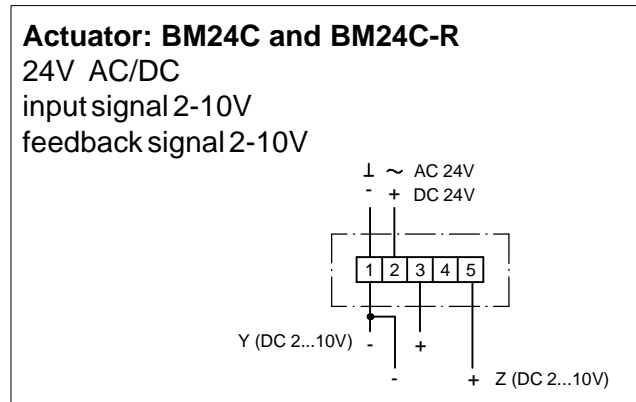 Actuator: BM24C and BM24C-R
24V AC/DC
input signal 2-10V
feedback signal 2-10V
⊥ ~ AC 24V
- + DC 24V
1 2 3 4 5
Y (DC 2...10V) - +
- + Z (DC 2...10V)